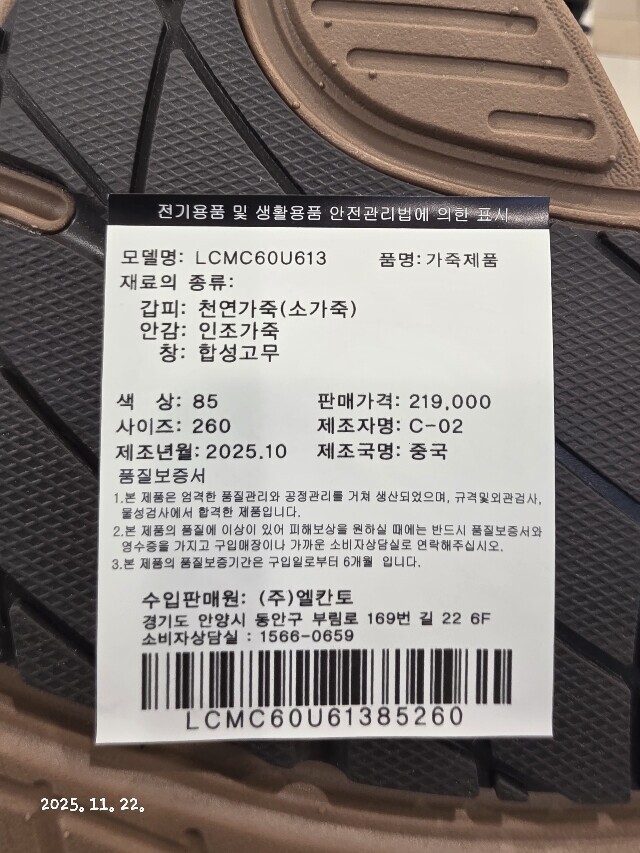 전기용품 및 생활용품 안전관리법에 의한 표시
모델명: LCMC60U613 품명: 가죽제품
재료의 종류:
갑피: 천연가죽(소가죽)
안감: 인조가죽
창: 합성고무
색 상: 85 판매가격: 219,000
사이즈: 260 제조자명: C-02
제조년월: 2025.10 제조국명: 중국
품질보증서
1.본 제품은 엄격한 품질관리와 공정관리를 거쳐 생산되었으며, 규격및외관검사,
물성검사에서 합격한 제품입니다.
2.본 제품의 품질에 이상이 있어 피해보상을 원하실 때에는 반드시 품질보증서와
영수증을 가지고 구입매장이나 가까운 소비자상담실로 연락해주십시오.
3.본 제품의 품질보증기간은 구입일로부터 6개월 입니다.
수입판매원: (주)엘칸토
경기도 안양시 동안구 부림로 169번 길 22 6F
소비자상담실 : 1566-0659
LCMC60U61385260
2025. 11. 22.